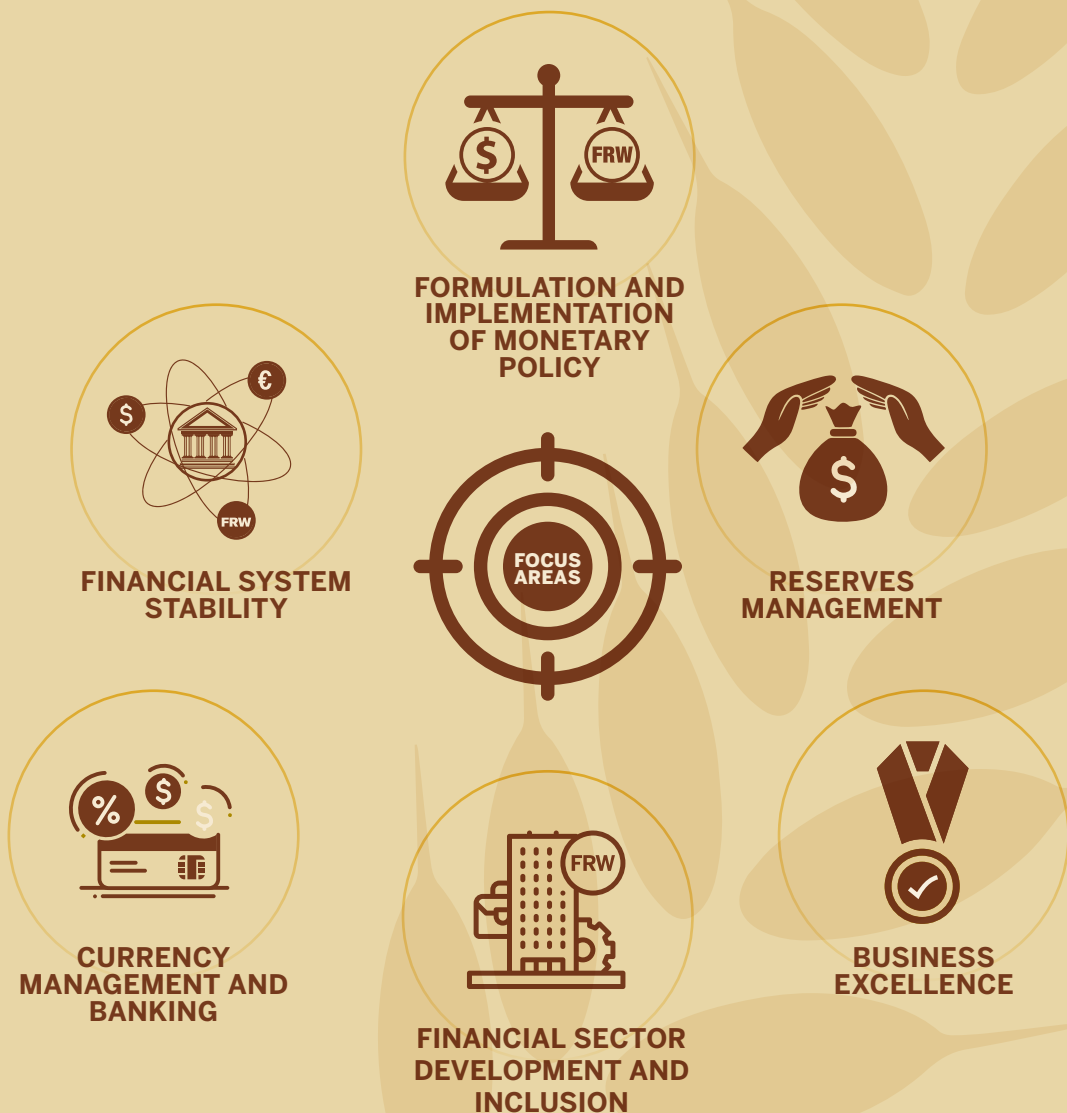 $
FRW
FORMULATION AND
IMPLEMENTATION
OF MONETARY
POLICY
$
€
FRW
FINANCIAL SYSTEM
STABILITY
FOCUS
AREAS
$
RESERVES
MANAGEMENT
%
$
$
CURRENCY
MANAGEMENT AND
BANKING
FRW
FINANCIAL SECTOR
DEVELOPMENT AND
INCLUSION
BUSINESS
EXCELLENCE